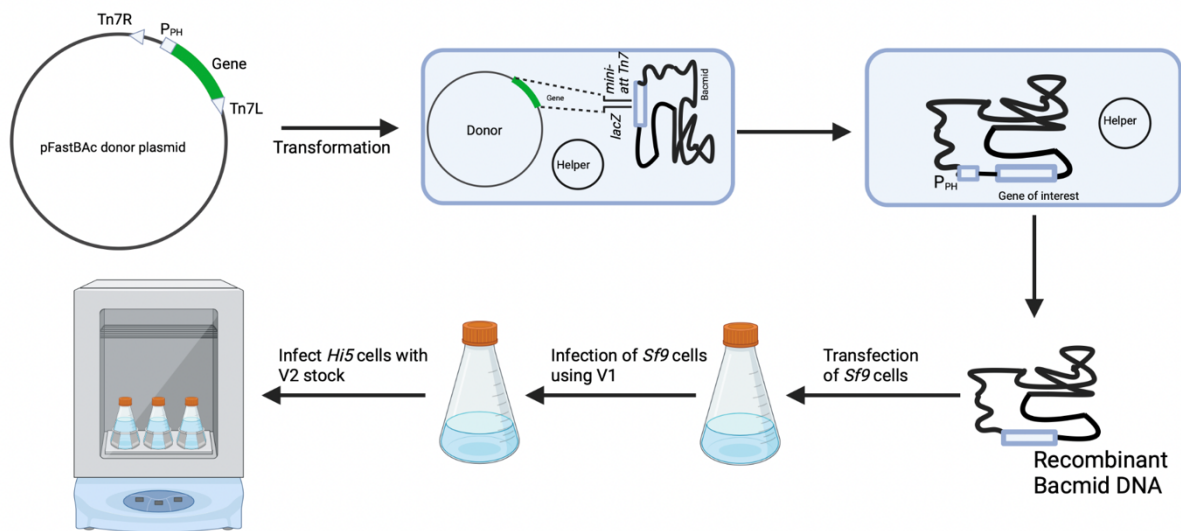 Tn7R
P_PH
Gene
Tn7L
pFastBAc donor plasmid
Transformation
Donor
Gene
Helper
mini-
att Tn7
lacZ
Bacmid
P_PH
Gene of interest
Helper
Infect Hi5 cells with
V2 stock
Infection of Sf9 cells
using V1
Transfection
of Sf9 cells
Recombinant
Bacmid DNA